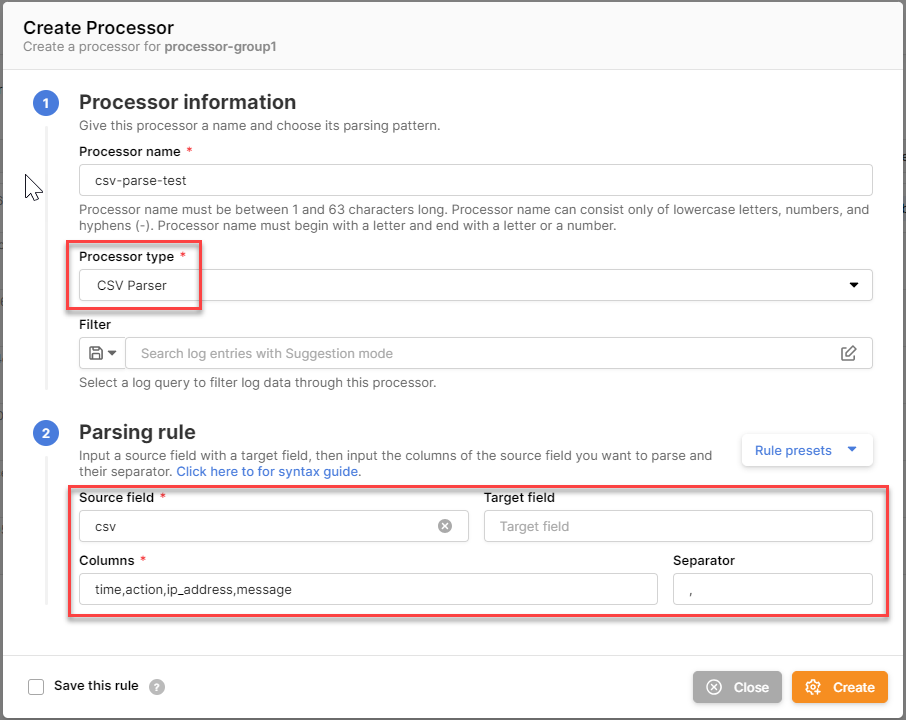 Create Processor
Create a processor for processor-group1
1
Processor information
Give this processor a name and choose its parsing pattern.
Processor name *
csv-parse-test
Processor name must be between 1 and 63 characters long. Processor name can consist only of lowercase letters, numbers, and
hyphens (-). Processor name must begin with a letter and end with a letter or a number.
Processor type *
CSV Parser
Filter
Search log entries with Suggestion mode
Select a log query to filter log data through this processor.
2
Parsing rule
Input a source field with a target field, then input the columns of the source field you want to parse and
their separator. Click here to for syntax guide.
Rule presets
Source field *
Target field
csv
Target field
Columns *
Separator
time,action,ip_address,message
,
Save this rule ?
Close
Create